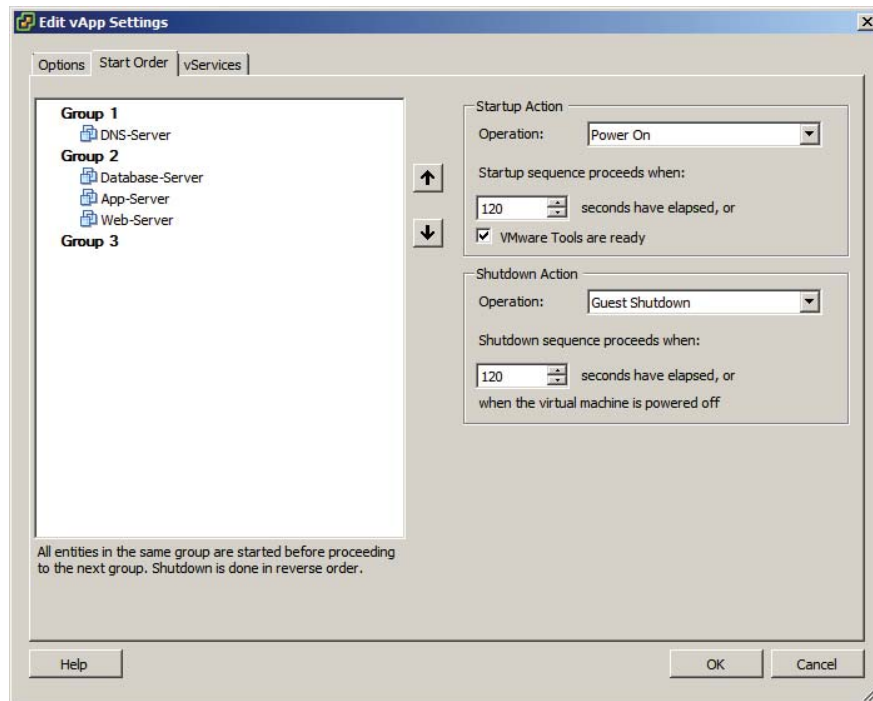 Edit vApp Settings
Options Start Order vServices
Group 1
DNS-Server
Group 2
Database-Server
App-Server
Web-Server
Group 3
All entities in the same group are started before proceeding
to the next group. Shutdown is done in reverse order.
Startup Action
Operation: Power On
Startup sequence proceeds when:
120 seconds have elapsed, or
VMware Tools are ready
Shutdown Action
Operation: Guest Shutdown
Shutdown sequence proceeds when:
120 seconds have elapsed, or
when the virtual machine is powered off
Help OK Cancel